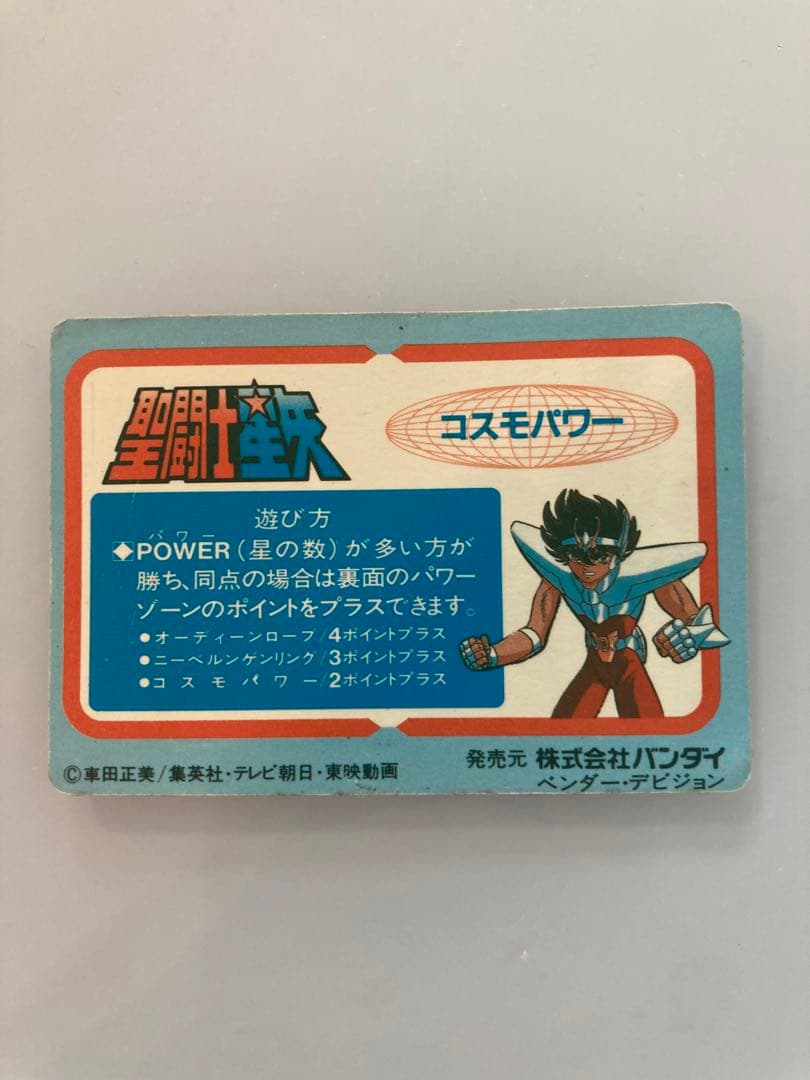 聖闘士星矢
コスモパワー
遊び方
パワー
◆POWER(星の数)が多い方が
勝ち、同点の場合は裏面のパワー
ゾーンのポイントをプラスできます。
●オーディーンローブ/4ポイントプラス
●ニーベルンゲンリング/3ポイントプラス
●コスモパワー/2ポイントプラス
©車田正美/集英社・テレビ朝日・東映動画
発売元 株式会社バンダイ
ベンダー・デビジョン